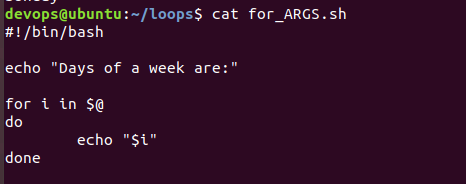 devops@ubuntu:~/loops$ cat for_ARGS.sh
#!/bin/bash
echo "Days of a week are:"
for i in $@
do
        echo "$i"
done